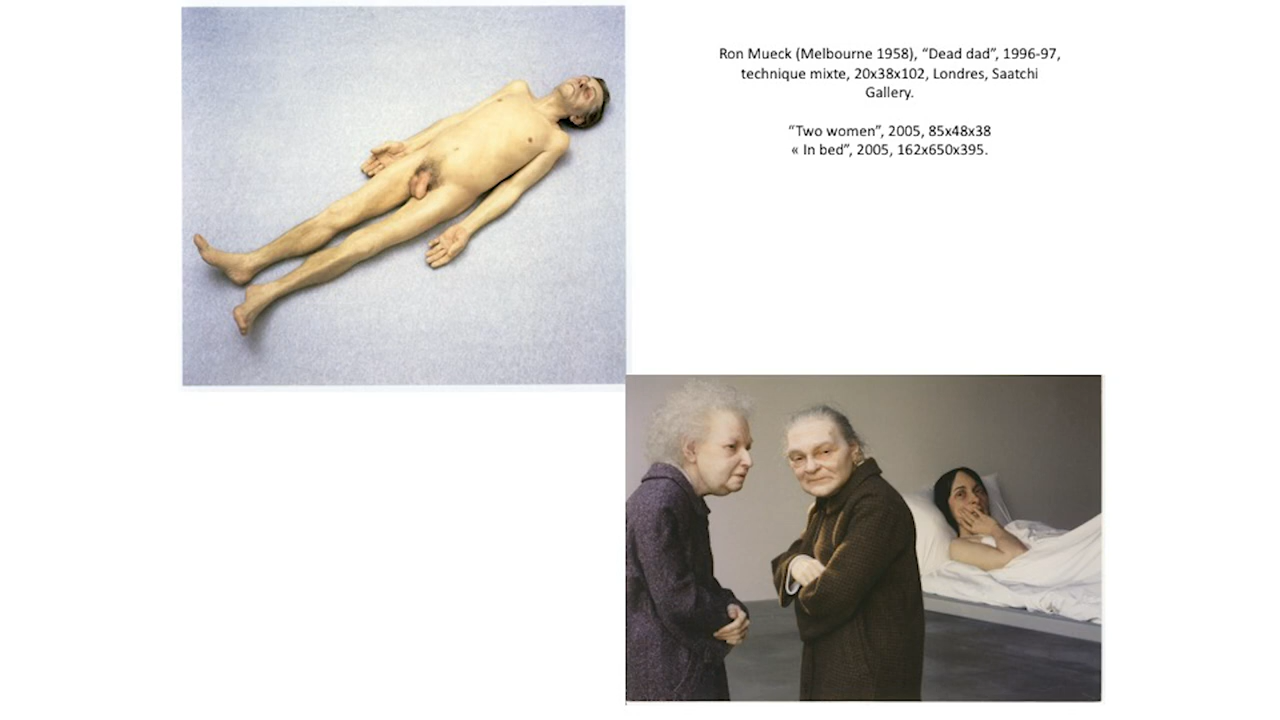 Ron Mueck (Melbourne 1958), “Dead dad”, 1996-97,
technique mixte, 20x38x102, Londres, Saatchi
Gallery.
“Two women”, 2005, 85x48x38
« In bed”, 2005, 162x650x395.